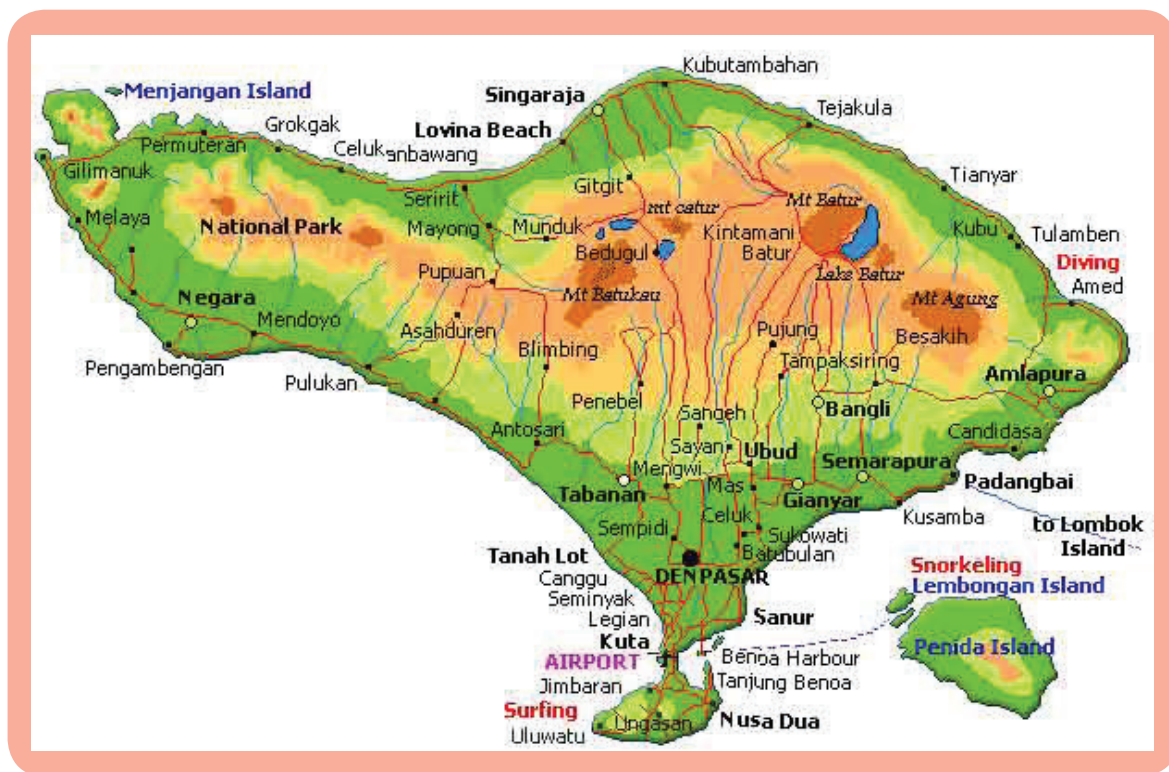 Kubutambahan
Menjangan Island
Singaraja
Tejakula
Grokgak
Lovina Beach
Permuteran
Celuk
anbawang
Gilimanuk
Gitgit
Tianyar
Seririt
Mt Batur
Melaya
mt catur
National Park
Mayong
Munduk
Kintamani
Kubu
Tulamben
Bedugul
Batur
Diving
Pupuan
Laks Batur
Amed
Negara
Mt Batukau
Mt Agung
Mendoyo
Asahduren
Pujung
Besakih
Blimbing
Tampaksiring
Pengambengan
Pulukan
Amlapura
Penebel
Bangli
Sangeh
Antosari
Candidasa
Sayan
Ubud
Mengwi
Semarapura
Tabanan
Mas
Gianyar
Padangbai
Celuk
Kusamba
to Lombok
Island
Sempidi
Sukowati
Tanah Lot
Batubulan
DENPASAR
Snorkeling
Canggu
Lembongan Island
Seminyak
Legian
Sanur
Kuta
Penida Island
AIRPORT
Benoa Harbour
Jimbaran
Tanjung Benoa
Surfing
Ungasan
Nusa Dua
Uluwatu